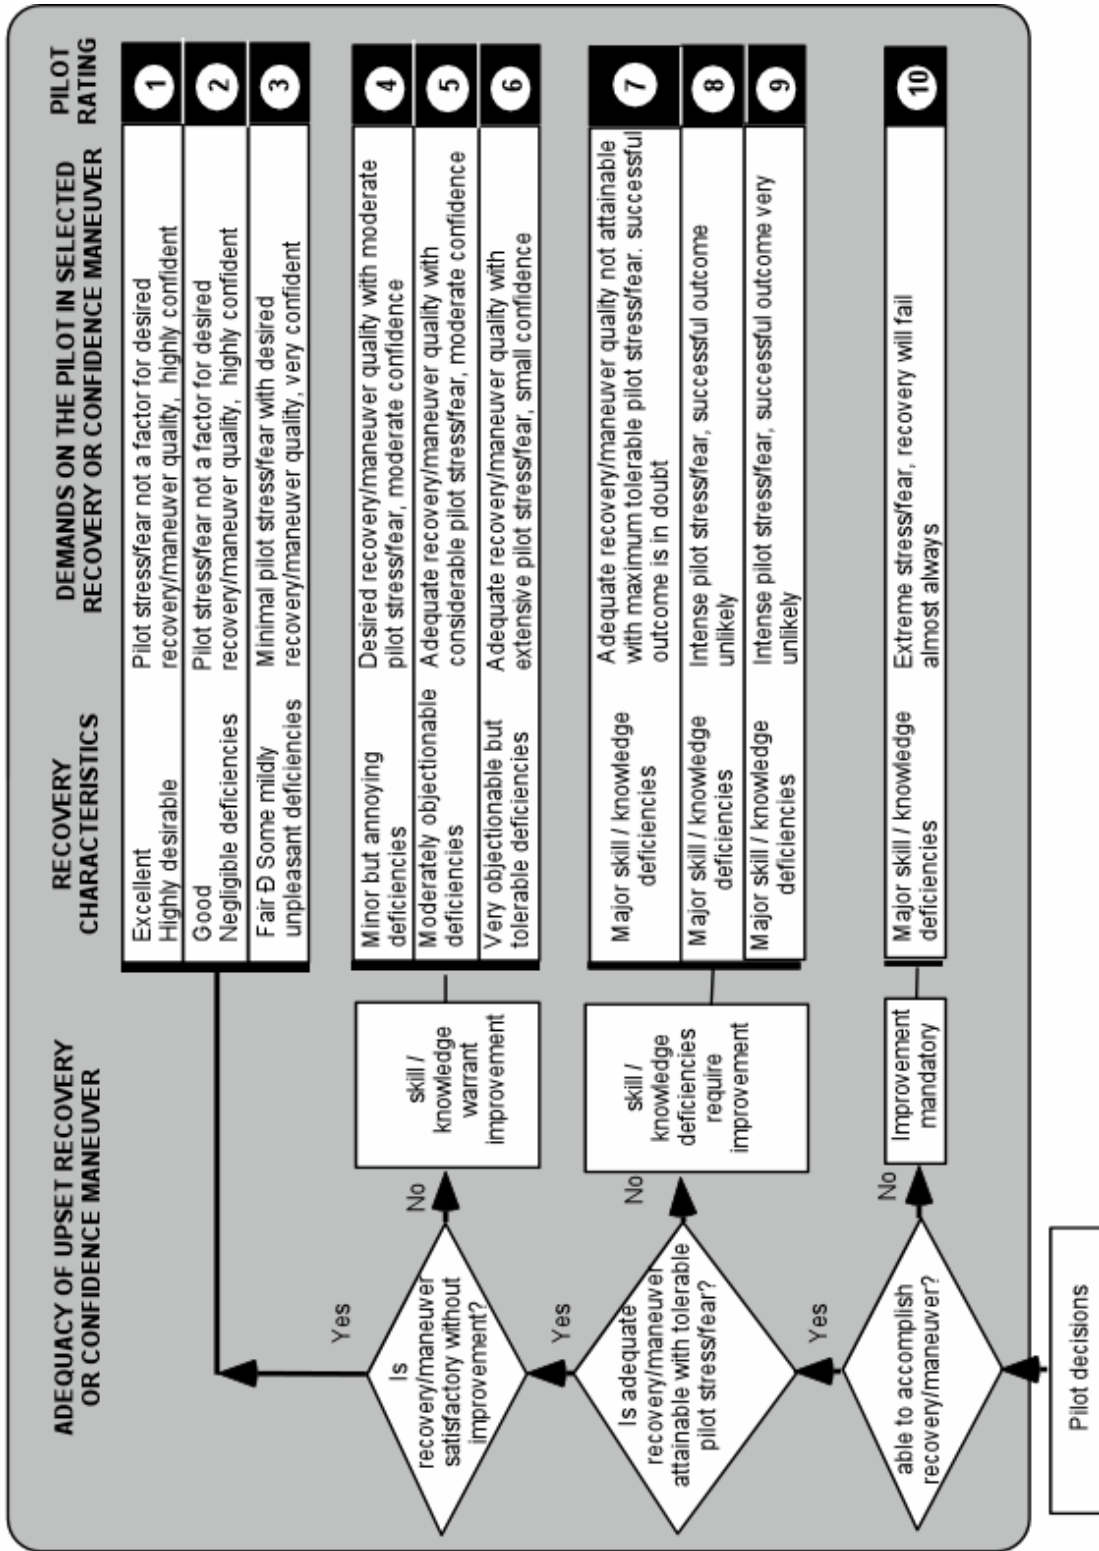 ADEQUACY OF UPSET RECOVERY
OR CONFIDENCE MANEUVER
RECOVERY
CHARACTERISTICS
DEMANDS ON THE PILOT IN SELECTED
RECOVERY OR CONFIDENCE MANEUVER
PILOT
RATING
Excellent
Highly desirable
Pilot stress/fear not a factor for desired
recovery/maneuver quality, highly confident
1
Good
Negligible deficiencies
Pilot stress/fear not a factor for desired
recovery/maneuver quality, highly confident
2
Fair Ð Some mildly
unpleasant deficiencies
Minimal pilot stress/fear with desired
recovery/maneuver quality, very confident
3
Yes
Is
recovery/maneuver
satisfactory without
improvement?
No
skill /
knowledge
warrant
improvement
Minor but annoying
deficiencies
Desired recovery/maneuver quality with moderate
pilot stress/fear, moderate confidence
4
Moderately objectionable
deficiencies
Adequate recovery/maneuver quality with
considerable pilot stress/fear, moderate confidence
5
Very objectionable but
tolerable deficiencies
Adequate recovery/maneuver quality with
extensive pilot stress/fear, small confidence
6
Yes
Is adequate
recovery/maneuver
attainable with tolerable
pilot stress/fear?
No
skill /
knowledge
deficiencies
require
improvement
Major skill / knowledge
deficiencies
Adequate recovery/maneuver quality not attainable
with maximum tolerable pilot stress/fear. successful
outcome is in doubt
7
Major skill / knowledge
deficiencies
Intense pilot stress/fear, successful outcome
unlikely
8
Major skill / knowledge
deficiencies
Intense pilot stress/fear, successful outcome very
unlikely
9
Yes
able to accomplish
recovery/maneuver?
No
Improvement
mandatory
Major skill / knowledge
deficiencies
Extreme stress/fear, recovery will fail
almost always
10
Pilot decisions